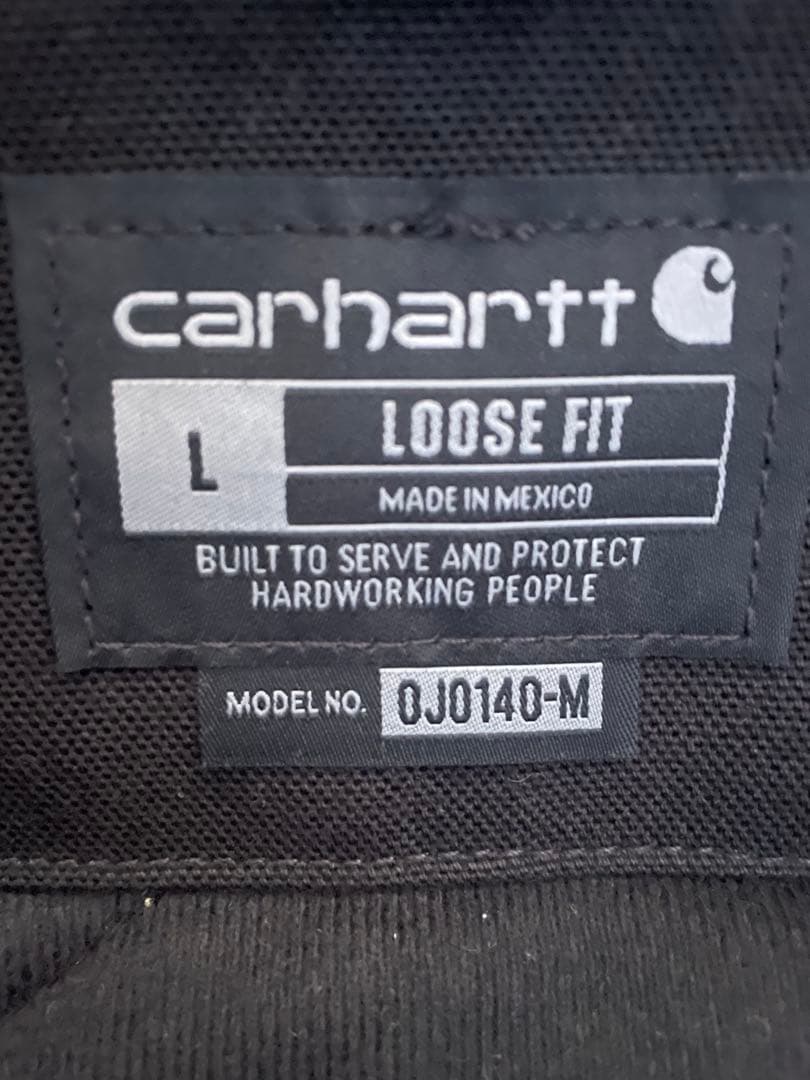 carhartt
L
LOOSE FIT
MADE IN MEXICO
BUILT TO SERVE AND PROTECT
HARDWORKING PEOPLE
MODEL NO. OJ0140-M